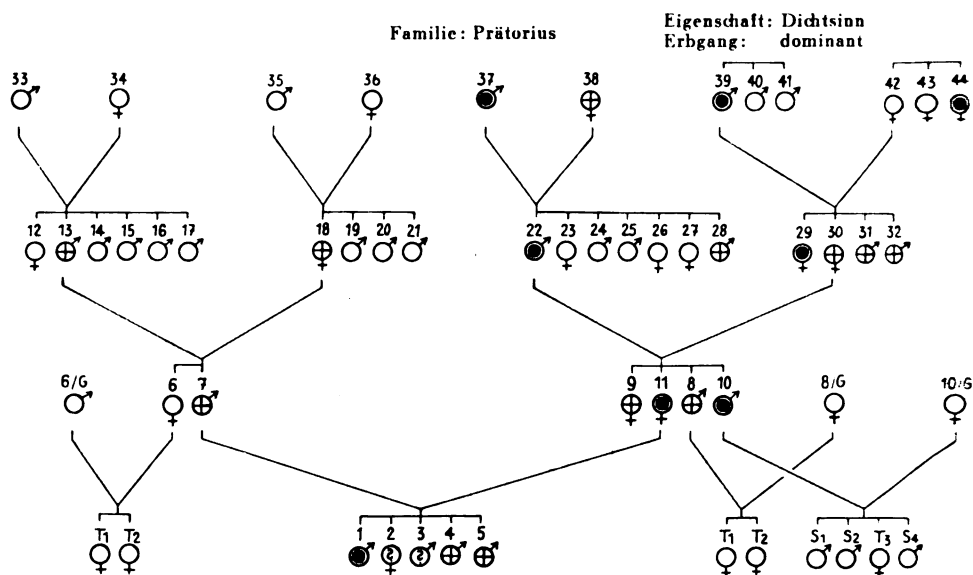 Familie: Prätorius
Eigenschaft: Dichtsinn
Erbgang: dominant
33 34 35 36 37 38 39 40 41 42 43 44
12 13 14 15 16 17 18 19 20 21 22 23 24 25 26 27 28 29 30 31 32
6/G 6 7 9 11 8 10 8/G 10/G
T1 T2 1 2 3 4 5 T1 T2 S1 S2 T3 S4
? ?